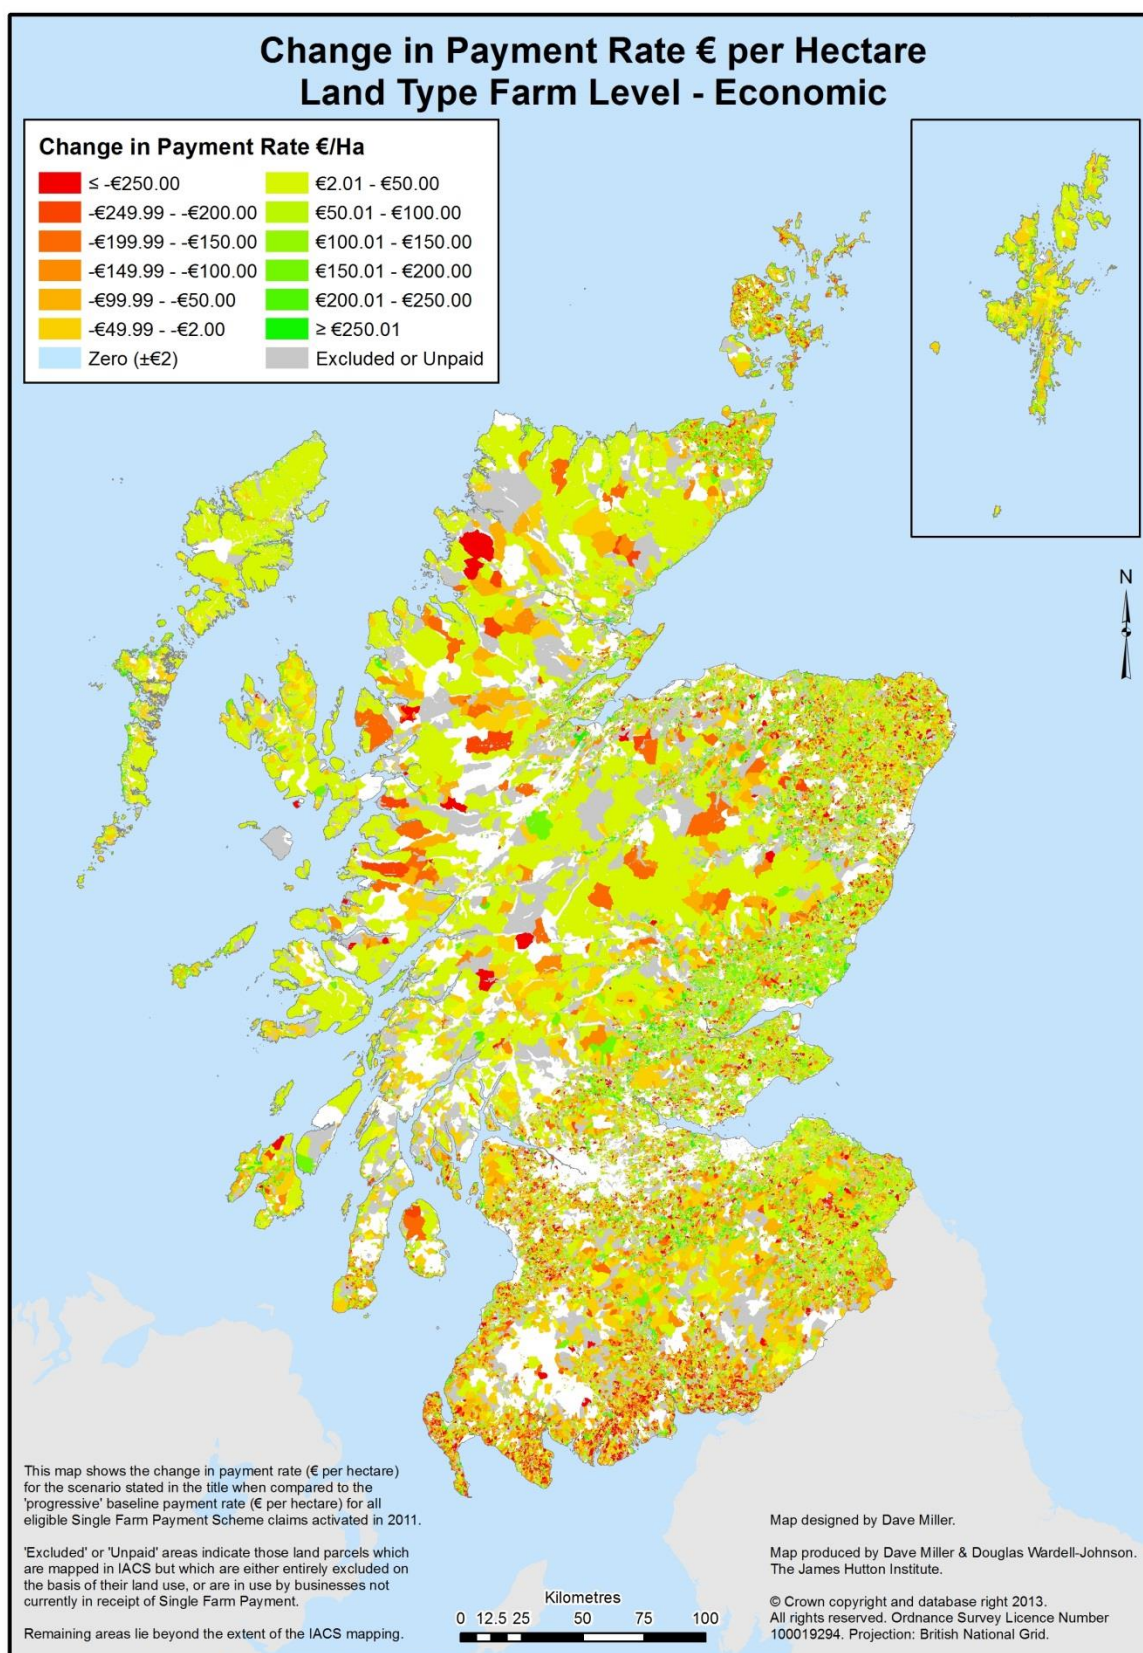 Change in Payment Rate € per Hectare
Land Type Farm Level - Economic
Change in Payment Rate €/Ha
≤ -€250.00
-€249.99 - -€200.00
-€199.99 - -€150.00
-€149.99 - -€100.00
-€99.99 - -€50.00
-€49.99 - -€2.00
Zero (±€2)
€2.01 - €50.00
€50.01 - €100.00
€100.01 - €150.00
€150.01 - €200.00
€200.01 - €250.00
≥ €250.01
Excluded or Unpaid
N
This map shows the change in payment rate (€ per hectare)
for the scenario stated in the title when compared to the
'progressive' baseline payment rate (€ per hectare) for all
eligible Single Farm Payment Scheme claims activated in 2011.
'Excluded' or 'Unpaid' areas indicate those land parcels which
are mapped in IACS but which are either entirely excluded on
the basis of their land use, or are in use by businesses not
currently in receipt of Single Farm Payment.
Remaining areas lie beyond the extent of the IACS mapping.
Kilometres
0 12.5 25 50 75 100
Map designed by Dave Miller.
Map produced by Dave Miller & Douglas Wardell-Johnson.
The James Hutton Institute.
© Crown copyright and database right 2013.
All rights reserved. Ordnance Survey Licence Number
100019294. Projection: British National Grid.